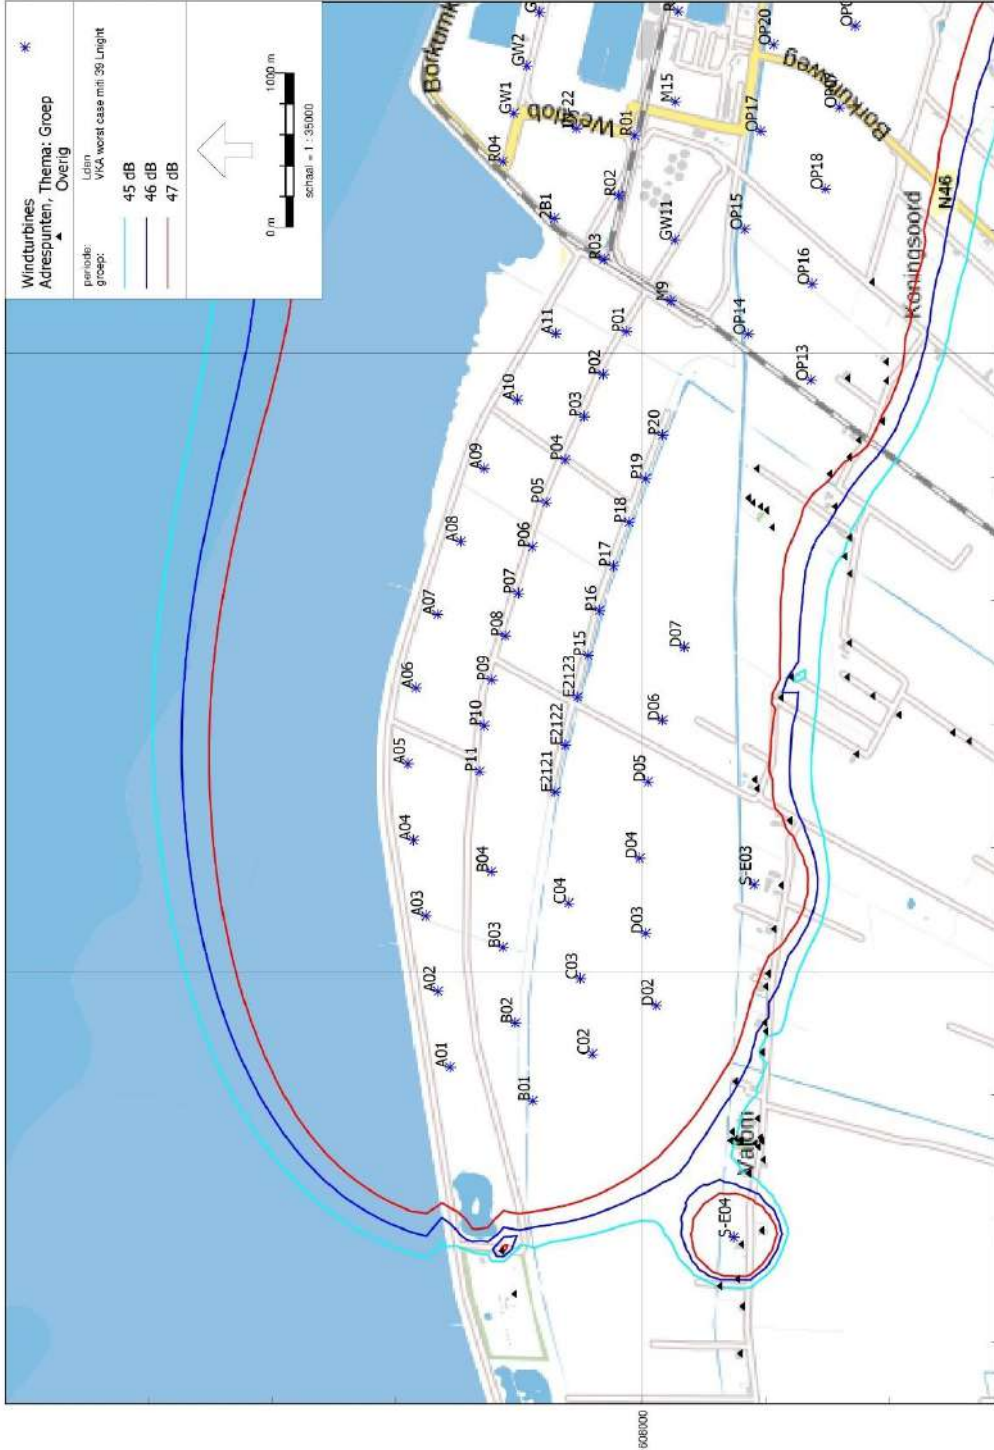 Windturbines
Adrespunten, Thema: Groep
Overig
periode: Lden
groep: VKA worst case miti 39 Lnight
45 dB
46 dB
47 dB
0 m 1000 m
schaal = 1 : 35000
A01
A02
A03
A04
A05
A06
A07
A08
A09
A10
A11
2B1
R04
GW1
GW2
B01
B02
B03
B04
P11
P10
P09
P08
P07
P06
P05
P04
P03
P02
P01
R03
R02
R01
C02
C03
C04
E2121
E2122
E2123
P15
P16
P17
P18
P19
P20
M9
GW11
M15
D02
D03
D04
D05
D06
D07
OP14
OP15
OP17
OP20
S-E04
S-E03
OP13
OP16
OP18
Borkumk
Borkumweg
N46
Koningsoord
Valom
608000